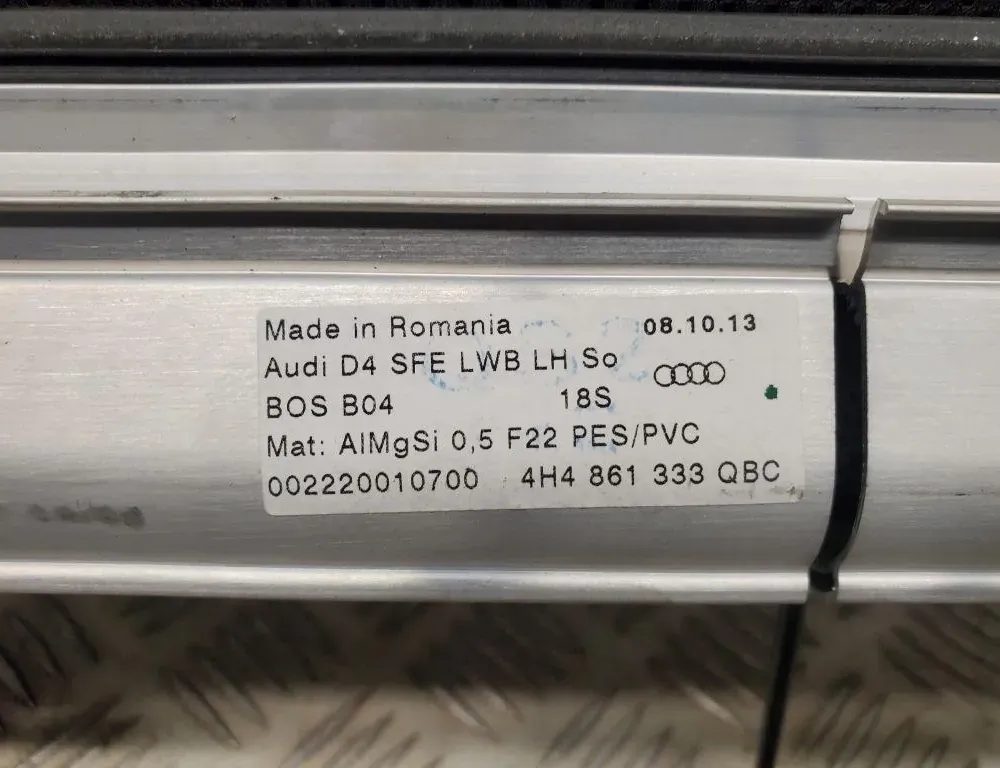 Made in Romania 08.10.13
Audi D4 SFE LWB LH So
BOS B04 18S
Mat: AlMgSi 0,5 F22 PES/PVC
002220010700 4H4 861 333 QBC